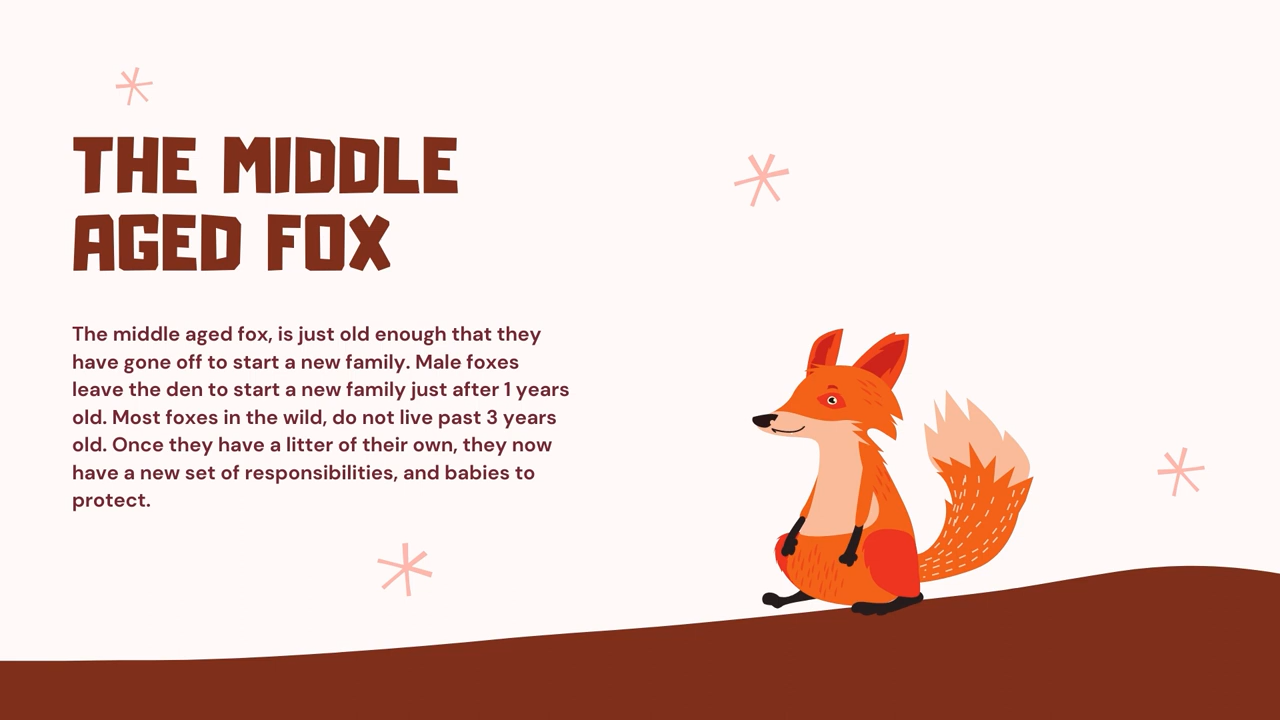 THE MIDDLE
AGED FOX
The middle aged fox, is just old enough that they
have gone off to start a new family. Male foxes
leave the den to start a new family just after 1 years
old. Most foxes in the wild, do not live past 3 years
old. Once they have a litter of their own, they now
have a new set of responsibilities, and babies to
protect.